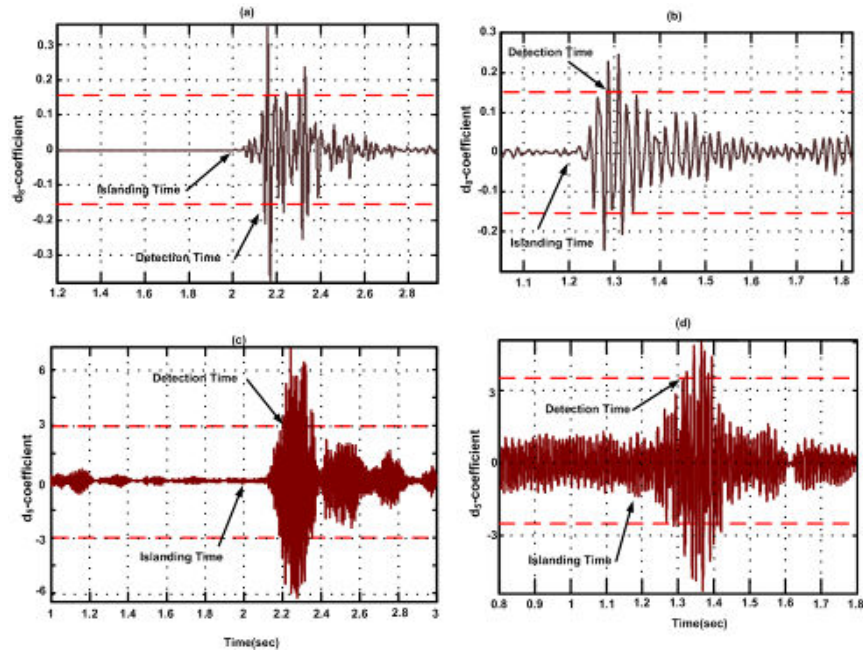 (a)
0.3
0.2
0.1
0
-0.1
-0.2
-0.3
d5-coefficient
Islanding Time
Detection Time
1.2 1.4 1.6 1.8 2 2.2 2.4 2.6 2.8
(b)
0.3
0.2
0.1
0
-0.1
-0.2
d5-coefficient
Detection Time
Islanding Time
1.1 1.2 1.3 1.4 1.5 1.6 1.7 1.8
(c)
6
3
0
-3
-6
d5-coefficient
Detection Time
Islanding Time
1 1.2 1.4 1.6 1.8 2 2.2 2.4 2.6 2.8 3
Time(sec)
(d)
3
0
-3
d5-coefficient
Detection Time
Islanding Time
0.8 0.9 1 1.1 1.2 1.3 1.4 1.5 1.6 1.7 1.8
Time(sec)